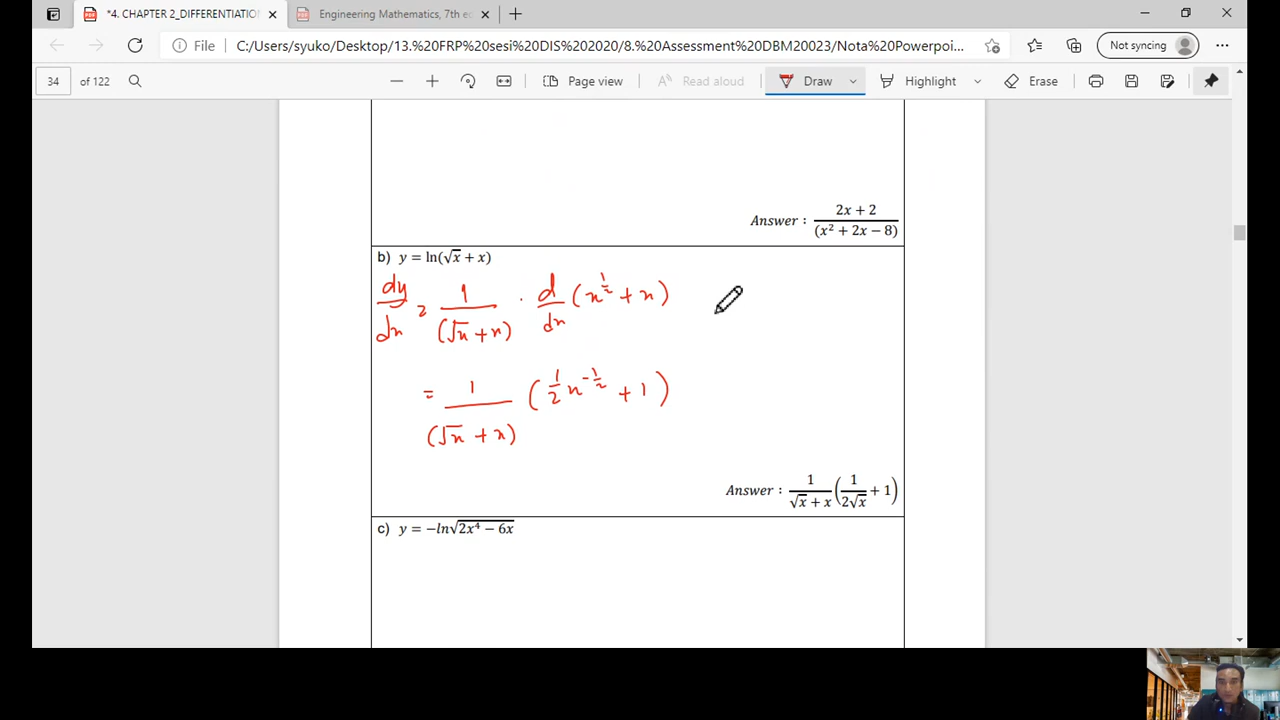 *4. CHAPTER 2_DIFFERENTIATIO
Engineering Mathematics, 7th e
File C:/Users/syuko/Desktop/13.%20FRP%20sesi%20DIS%202020/8.%20Assessment%20DBM20023/Nota%20Powerpoi... Not syncing
34 of 122 Page view Read aloud Draw Highlight Erase
Answer : (2x + 2)/(x² + 2x − 8)
b) y = ln(√x + x)
dy/dx = 1/(√x + x) · d/dx (x^(1/2) + x)
= 1/(√x + x) (1/2 x^(-1/2) + 1)
Answer : 1/(√x + x) (1/(2√x) + 1)
c) y = −ln√(2x⁴ − 6x)